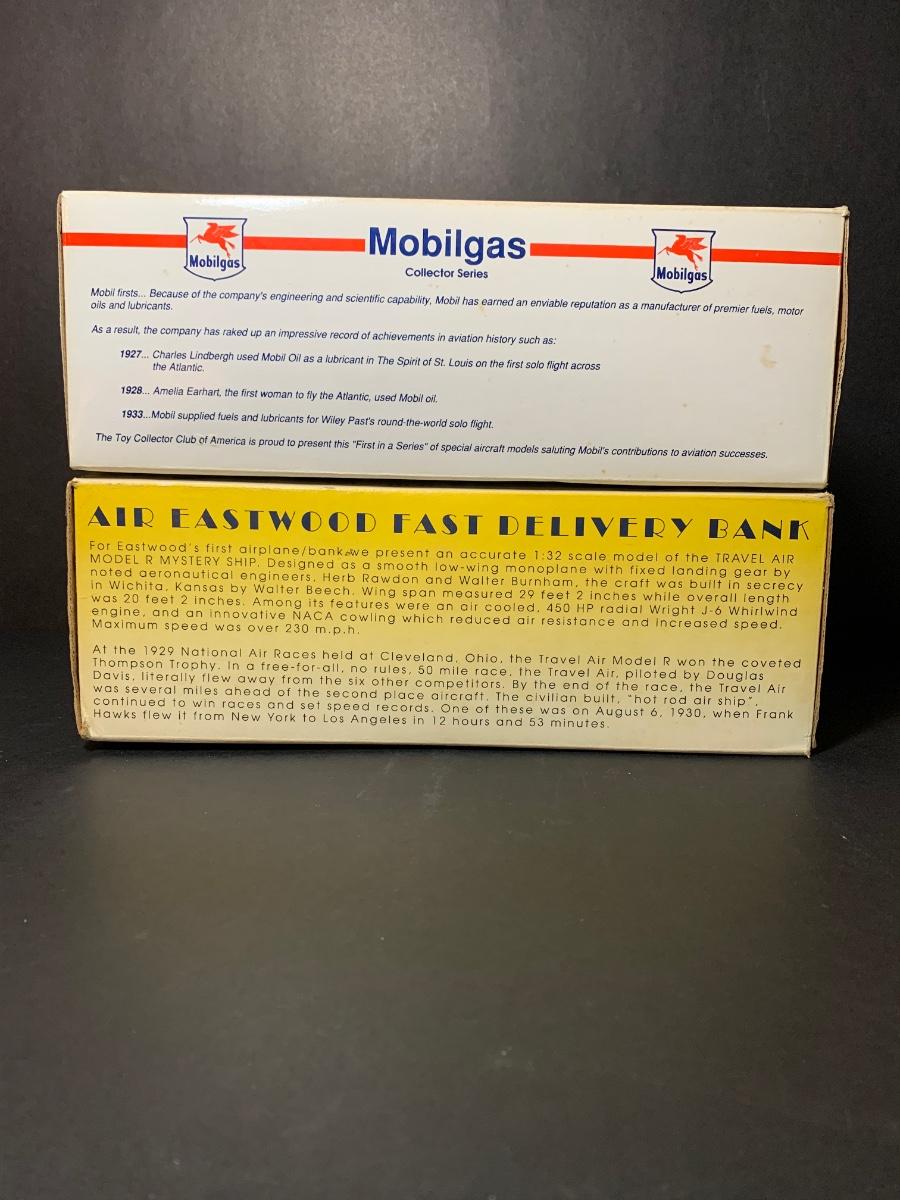 Mobilgas
Mobilgas
Mobilgas
Collector Series
Mobil firsts... Because of the company's engineering and scientific capability, Mobil has earned an enviable reputation as a manufacturer of premier fuels, motor
oils and lubricants.
As a result, the company has raked up an impressive record of achievements in aviation history such as:
1927... Charles Lindbergh used Mobil Oil as a lubricant in The Spirit of St. Louis on the first solo flight across
the Atlantic.
1928... Amelia Earhart, the first woman to fly the Atlantic, used Mobil oil.
1933...Mobil supplied fuels and lubricants for Wiley Past's round-the-world solo flight.
The Toy Collector Club of America is proud to present this "First in a Series" of special aircraft models saluting Mobil's contributions to aviation successes.
AIR EASTWOOD FAST DELIVERY BANK
For Eastwood's first airplane/bank, we present an accurate 1:32 scale model of the TRAVEL AIR
MODEL R MYSTERY SHIP. Designed as a smooth low-wing monoplane with fixed landing gear by
noted aeronautical engineers, Herb Rawdon and Walter Burnham, the craft was built in secrecy
in Wichita, Kansas by Walter Beech. Wing span measured 29 feet 2 inches while overall length
was 20 feet 2 inches. Among its features were an air cooled, 450 HP radial Wright J-6 Whirlwind
engine, and an innovative NACA cowling which reduced air resistance and increased speed.
Maximum speed was over 230 m.p.h.
At the 1929 National Air Races held at Cleveland, Ohio, the Travel Air Model R won the coveted
Thompson Trophy. In a free-for-all, no rules, 50 mile race, the Travel Air, piloted by Douglas
Davis, literally flew away from the six other competitors. By the end of the race, the Travel Air
was several miles ahead of the second place aircraft. The civilian built, "hot rod air ship",
continued to win races and set speed records. One of these was on August 6, 1930, when Frank
Hawks flew it from New York to Los Angeles in 12 hours and 53 minutes.